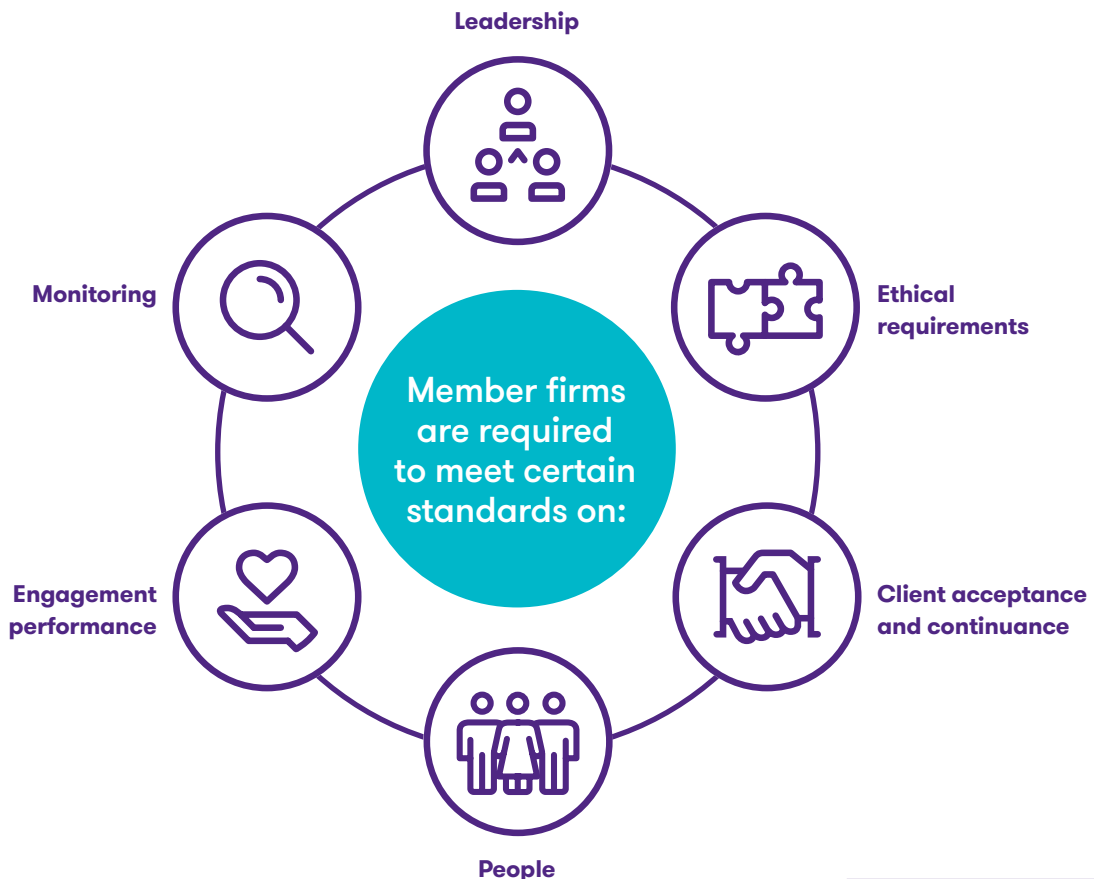 Leadership
Ethical
requirements
Client acceptance
and continuance
People
Engagement
performance
Monitoring
Member firms
are required
to meet certain
standards on: